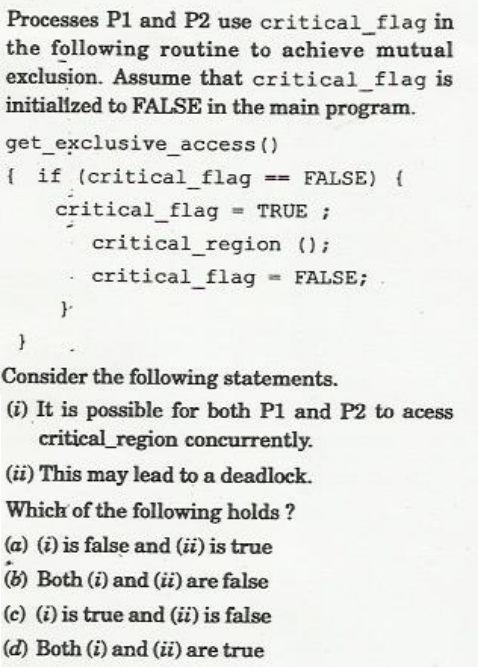 Processes P1 and P2 use critical_flag in
the following routine to achieve mutual
exclusion. Assume that critical_flag is
initialized to FALSE in the main program.
get_exclusive_access()
{ if (critical_flag == FALSE) {
critical_flag = TRUE ;
critical_region ();
critical_flag = FALSE;
}
}
Consider the following statements.
(i) It is possible for both P1 and P2 to acess
critical_region concurrently.
(ii) This may lead to a deadlock.
Which of the following holds ?
(a) (i) is false and (ii) is true
(b) Both (i) and (ii) are false
(c) (i) is true and (ii) is false
(d) Both (i) and (ii) are true